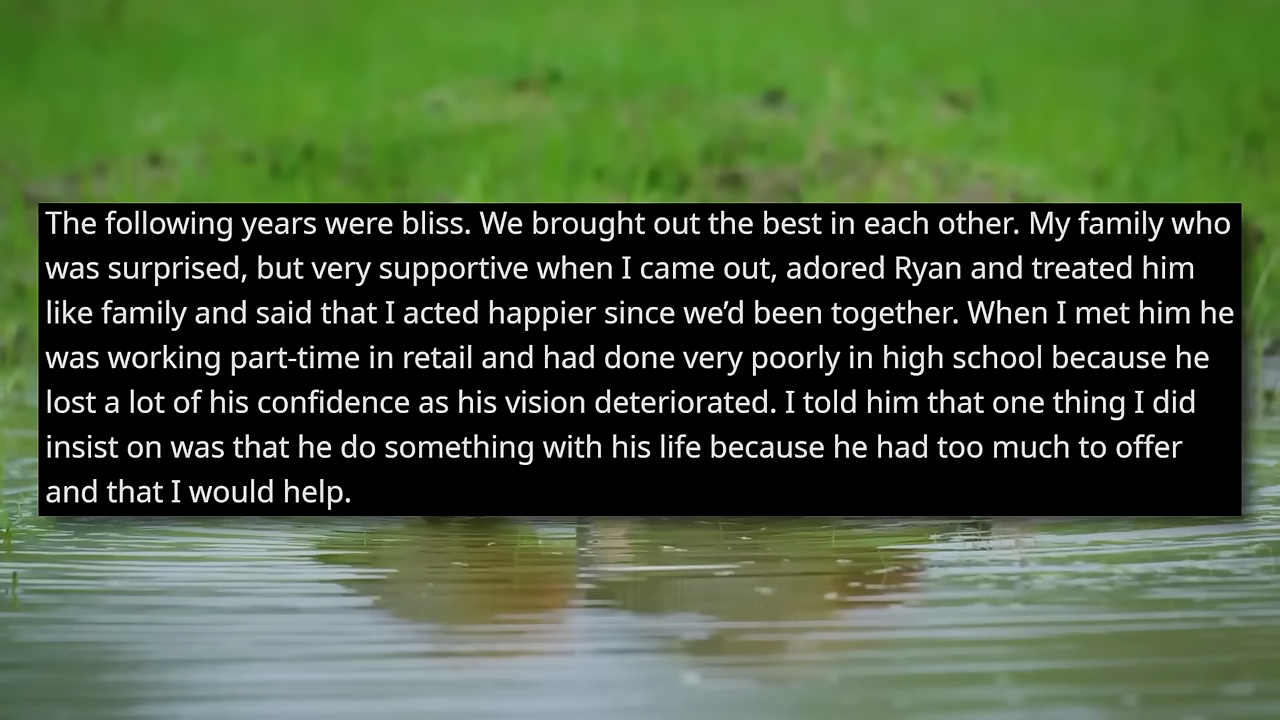 The following years were bliss. We brought out the best in each other. My family who
was surprised, but very supportive when I came out, adored Ryan and treated him
like family and said that I acted happier since we’d been together. When I met him he
was working part-time in retail and had done very poorly in high school because he
lost a lot of his confidence as his vision deteriorated. I told him that one thing I did
insist on was that he do something with his life because he had too much to offer
and that I would help.